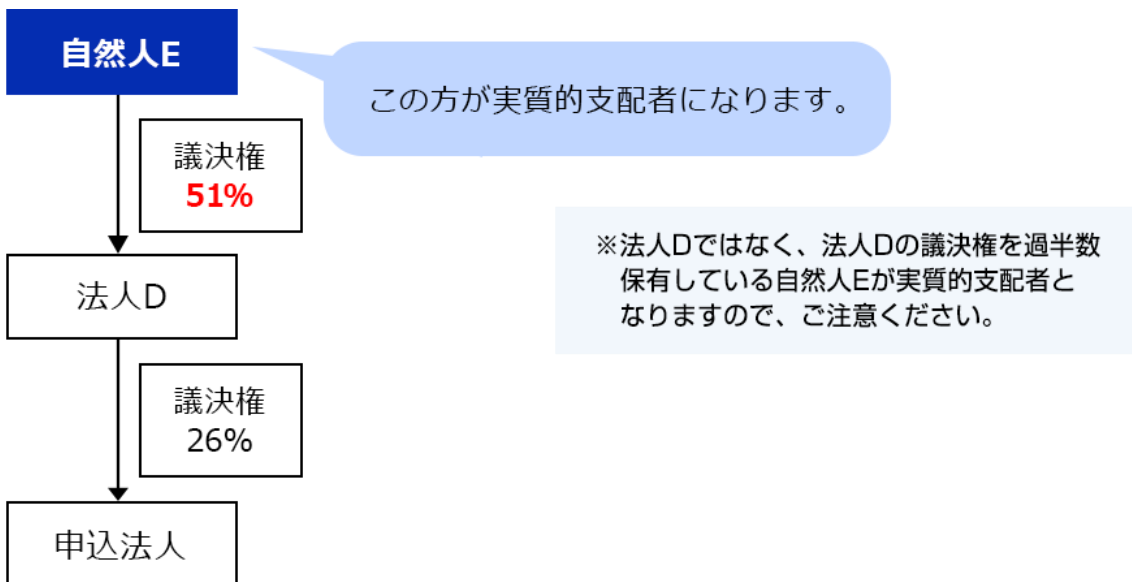 自然人E
この方が実質的支配者になります。
議決権
51%
※法人Dではなく、法人Dの議決権を過半数
保有している自然人Eが実質的支配者と
なりますので、ご注意ください。
法人D
議決権
26%
申込法人